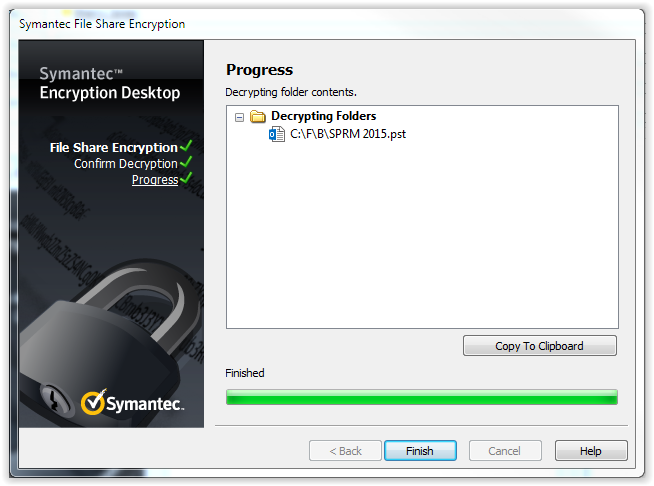 Symantec File Share Encryption
Symantec™
Encryption Desktop
File Share Encryption
Confirm Decryption
Progress
Symantec.
Progress
Decrypting folder contents.
Decrypting Folders
C:\F\B\SPRM 2015.pst
Copy To Clipboard
Finished
< Back
Finish
Cancel
Help